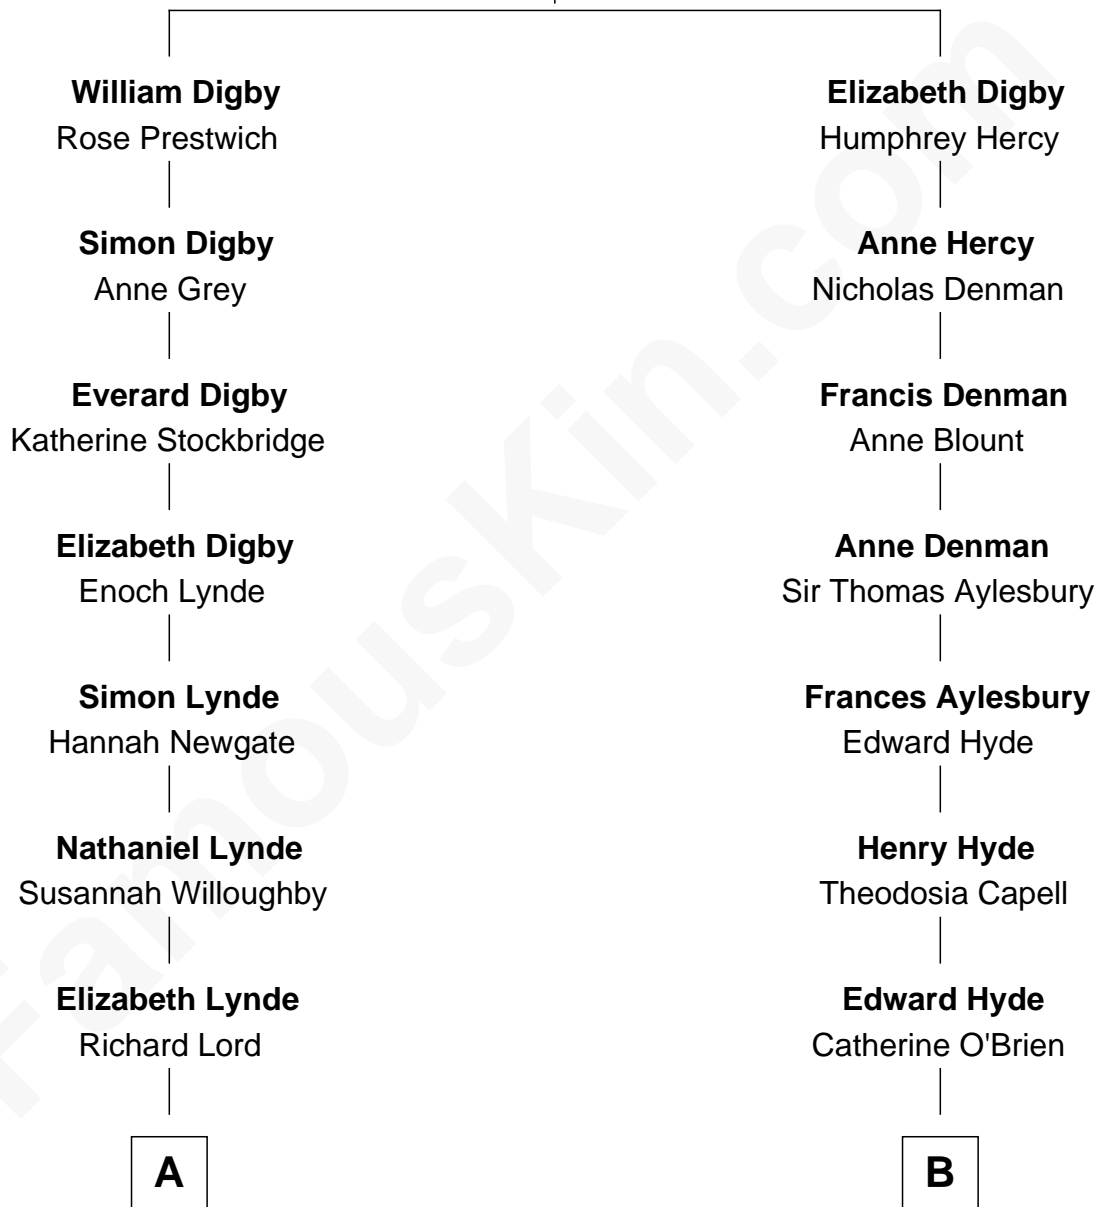 William Digby
Rose Prestwich
Simon Digby
Anne Grey
Everard Digby
Katherine Stockbridge
Elizabeth Digby
Enoch Lynde
Simon Lynde
Hannah Newgate
Nathaniel Lynde
Susannah Willoughby
Elizabeth Lynde
Richard Lord
A
Elizabeth Digby
Humphrey Hercy
Anne Hercy
Nicholas Denman
Francis Denman
Anne Blount
Anne Denman
Sir Thomas Aylesbury
Frances Aylesbury
Edward Hyde
Henry Hyde
Theodosia Capell
Edward Hyde
Catherine O'Brien
B
FamousKin.com